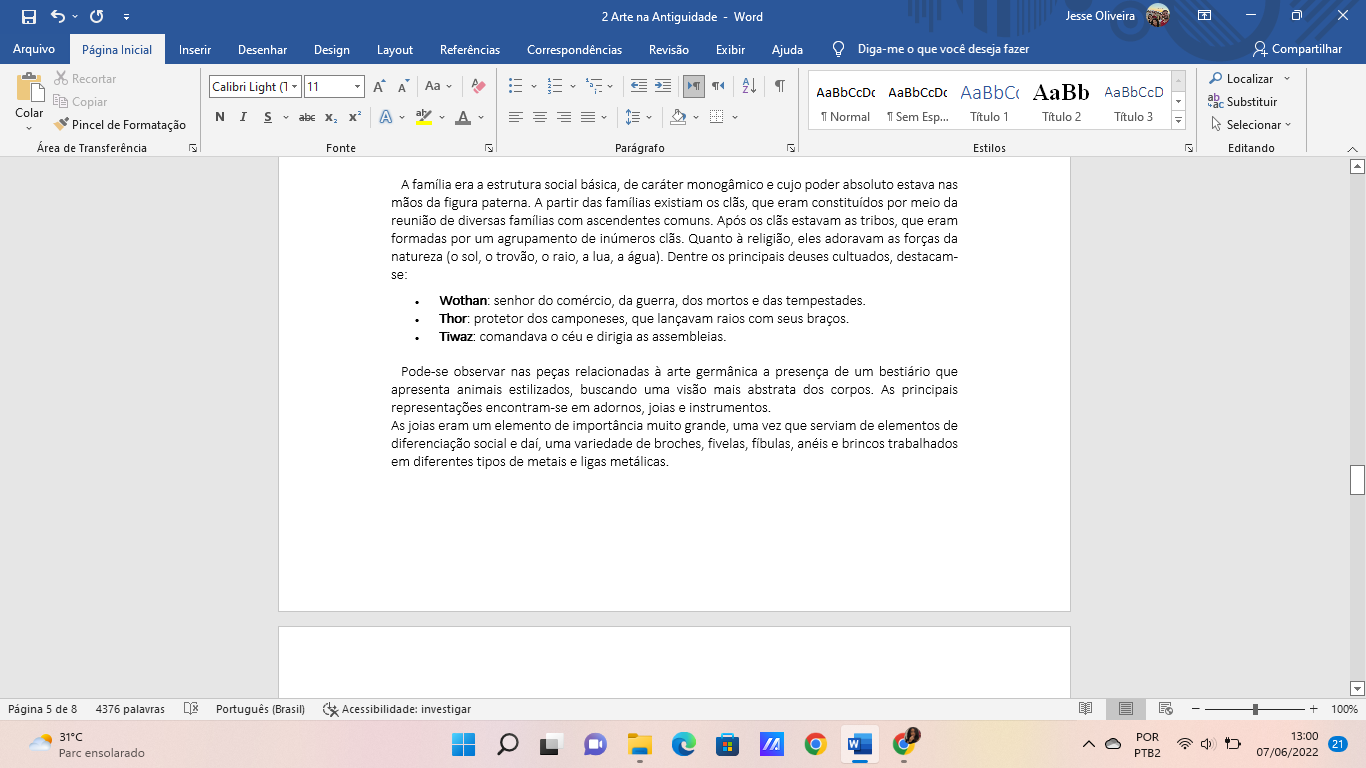 2 Arte na Antiguidade - Word
Jesse Oliveira
Arquivo Página Inicial Inserir Desenhar Design Layout Referências Correspondências Revisão Exibir Ajuda Diga-me o que você deseja fazer Compartilhar
Colar
Recortar
Copiar
Pincel de Formatação
Área de Transferência
Calibri Light (T 11
N I S abc x₂ x²
Fonte
Parágrafo
AaBbCcDc AaBbCcDc AaBbCc AaBb AaBbCcD
¶ Normal ¶ Sem Esp... Título 1 Título 2 Título 3
Estilos
Localizar
Substituir
Selecionar
Editando
A família era a estrutura social básica, de caráter monogâmico e cujo poder absoluto estava nas
mãos da figura paterna. A partir das famílias existiam os clãs, que eram constituídos por meio da
reunião de diversas famílias com ascendentes comuns. Após os clãs estavam as tribos, que eram
formadas por um agrupamento de inúmeros clãs. Quanto à religião, eles adoravam as forças da
natureza (o sol, o trovão, o raio, a lua, a água). Dentre os principais deuses cultuados, destacam-
se:
• Wothan: senhor do comércio, da guerra, dos mortos e das tempestades.
• Thor: protetor dos camponeses, que lançavam raios com seus braços.
• Tiwaz: comandava o céu e dirigia as assembleias.
Pode-se observar nas peças relacionadas à arte germânica a presença de um bestiário que
apresenta animais estilizados, buscando uma visão mais abstrata dos corpos. As principais
representações encontram-se em adornos, joias e instrumentos.
As joias eram um elemento de importância muito grande, uma vez que serviam de elementos de
diferenciação social e daí, uma variedade de broches, fivelas, fíbulas, anéis e brincos trabalhados
em diferentes tipos de metais e ligas metálicas.
Página 5 de 8 4376 palavras Português (Brasil) Acessibilidade: investigar 100%
31°C
Parc ensolarado
POR
PTB2
13:00
07/06/2022
21